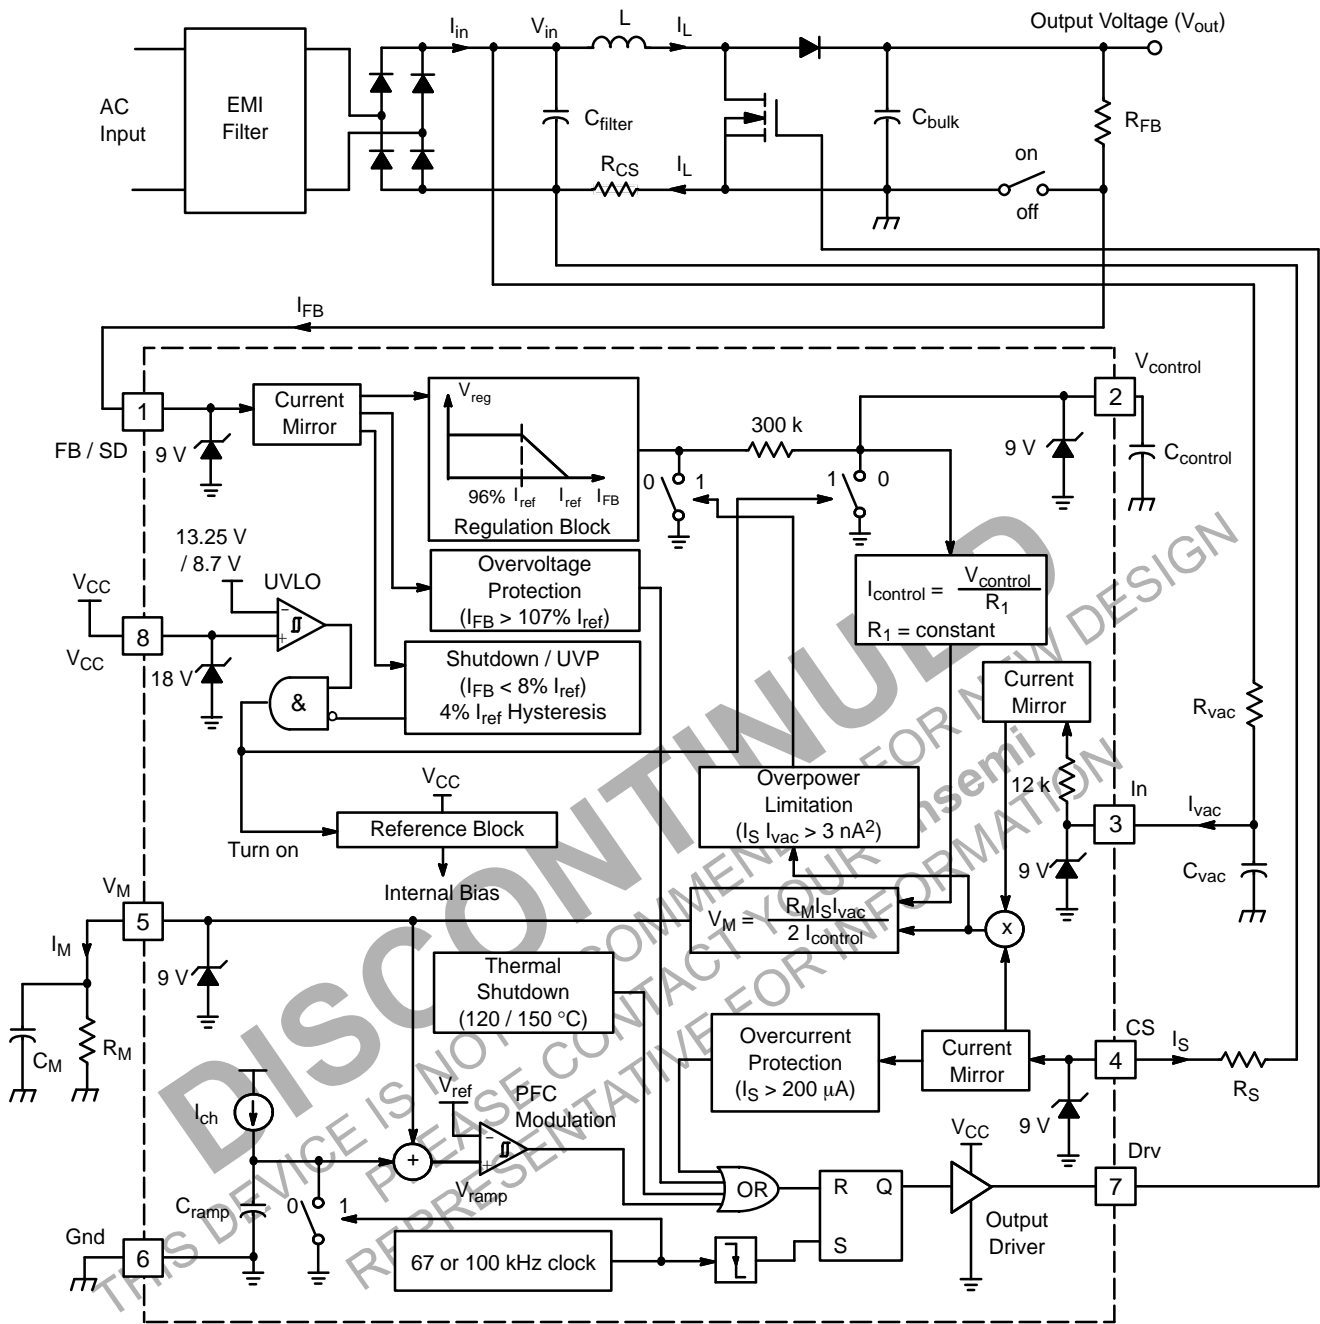 Output Voltage (Vout)
Iin
Vin
L
IL
AC
Input
EMI
Filter
Cfilter
Cbulk
RFB
RCS
IL
on
off
IFB
Vcontrol
1
FB / SD
9 V
Current
Mirror
Vreg
96% Iref
Iref
IFB
Regulation Block
300 k
0
1
1
0
9 V
2
Ccontrol
13.25 V
/ 8.7 V
UVLO
VCC
8
VCC
18 V
−
+
&
Overvoltage
Protection
(IFB > 107% Iref)
Shutdown / UVP
(IFB < 8% Iref)
4% Iref Hysteresis
Icontrol = Vcontrol / R1
R1 = constant
Current
Mirror
12 k
Rvac
In
3
Ivac
9 V
Cvac
VCC
Reference Block
Turn on
Internal Bias
Overpower
Limitation
(IS Ivac > 3 nA2)
VM
5
IM
9 V
CM
RM
VM = RMISIvac / 2 Icontrol
x
Thermal
Shutdown
(120 / 150 °C)
Overcurrent
Protection
(IS > 200 μA)
Current
Mirror
CS
4
IS
RS
9 V
Ich
Vref
PFC
Modulation
−
+
+
Vramp
Cramp
0
1
OR
R
Q
S
VCC
Output
Driver
Drv
7
Gnd
6
67 or 100 kHz clock
DISCONTINUED
THIS DEVICE IS NOT RECOMMENDED FOR NEW DESIGN
PLEASE CONTACT YOUR onsemi
REPRESENTATIVE FOR INFORMATION